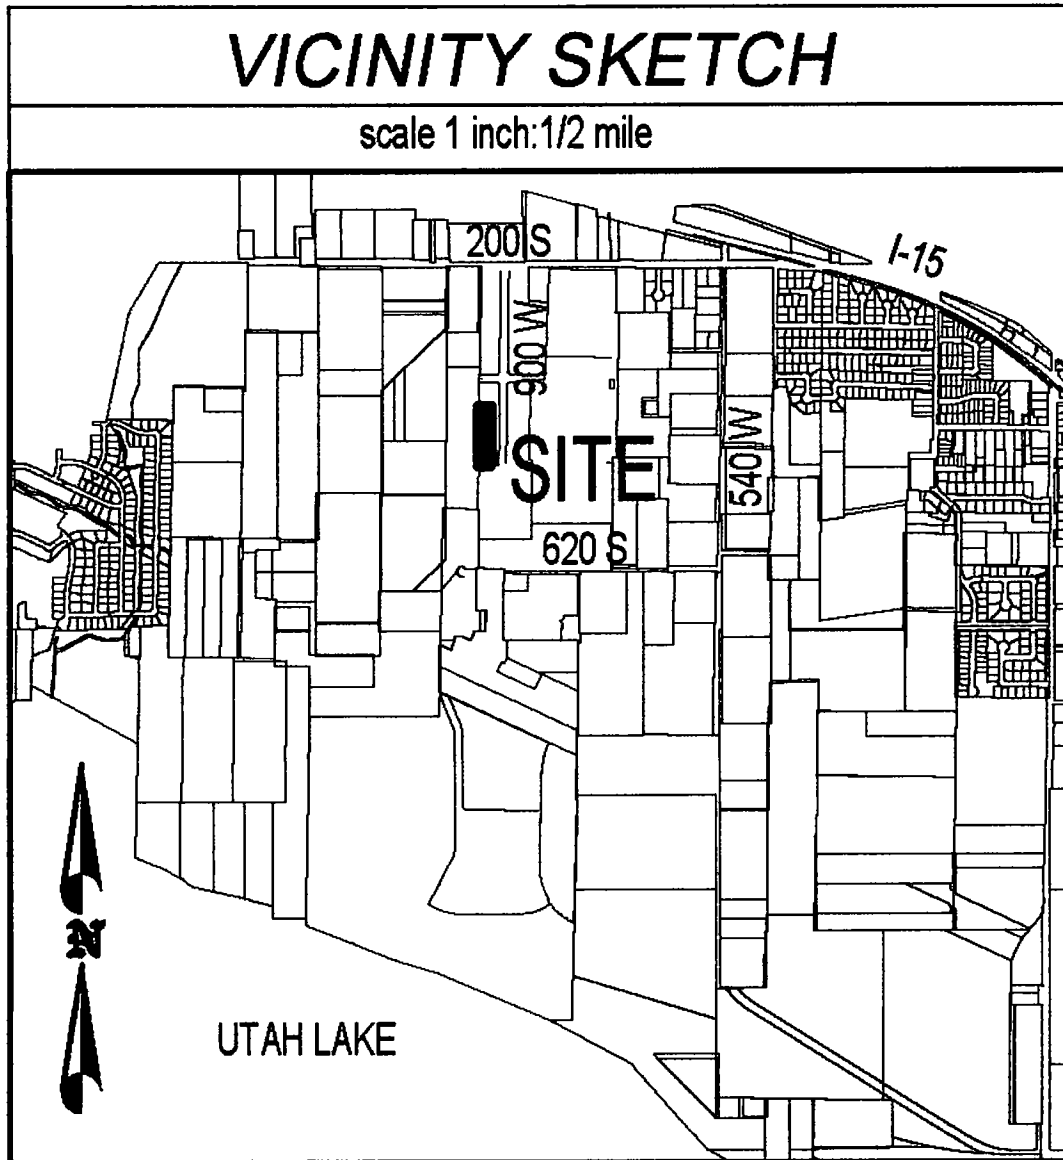 VICINITY SKETCH
scale 1 inch:1/2 mile
200 S
I-15
900 W
SITE
540 W
620 S
N
UTAH LAKE